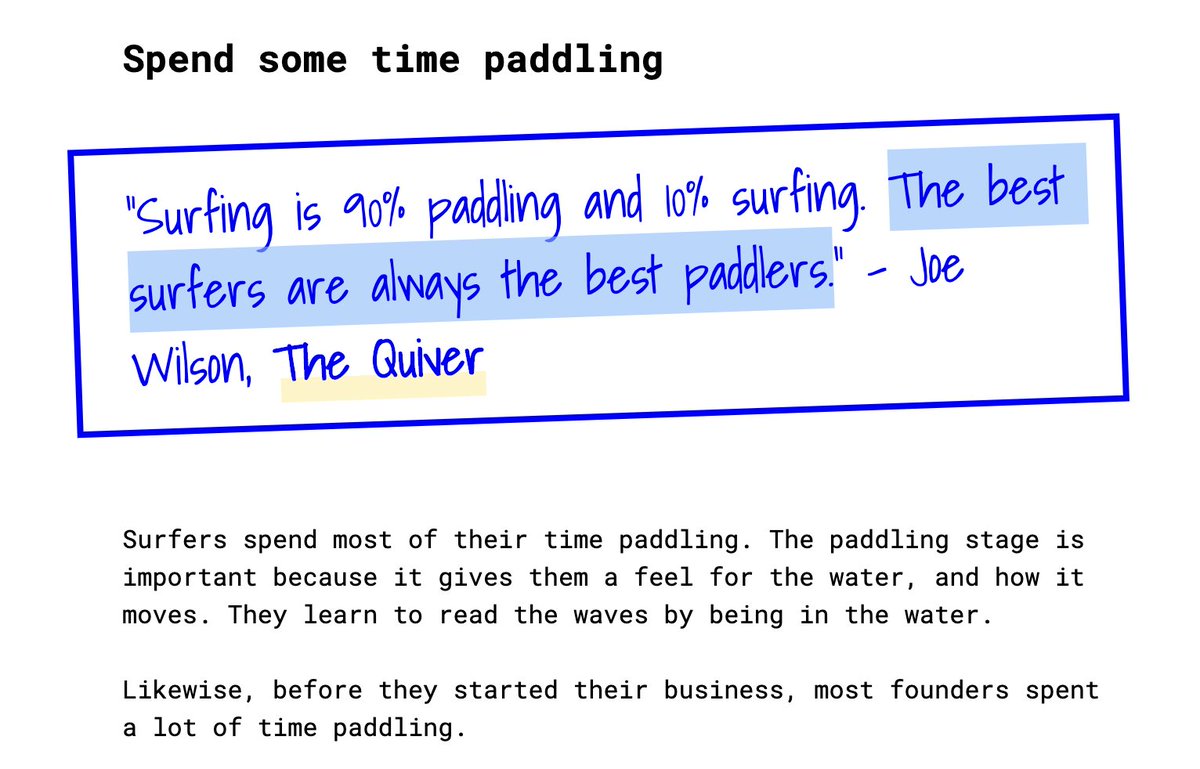 Spend some time paddling
"Surfing is 90% paddling and 10% surfing. The best
surfers are always the best paddlers." - Joe
Wilson, The Quiver
Surfers spend most of their time paddling. The paddling stage is
important because it gives them a feel for the water, and how it
moves. They learn to read the waves by being in the water.
Likewise, before they started their business, most founders spent
a lot of time paddling.